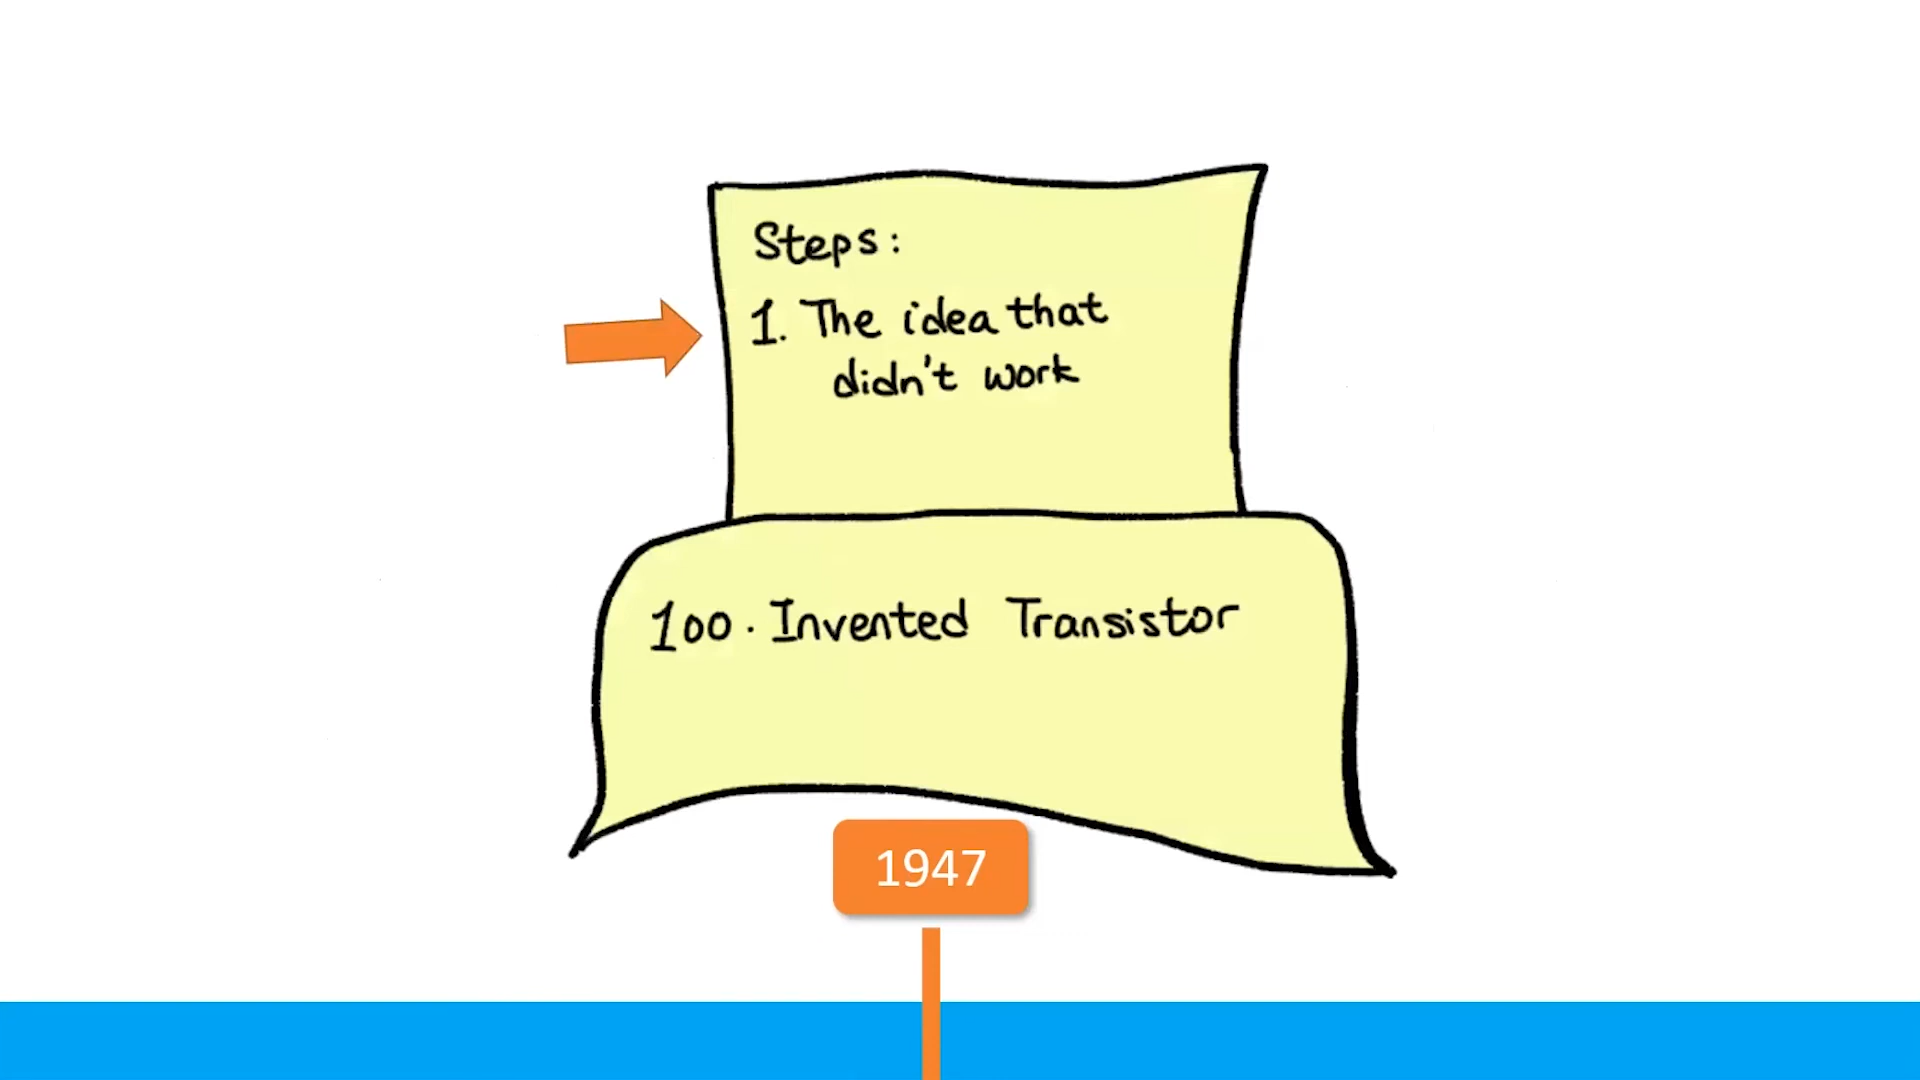 Steps:
1. The idea that
didn't work
100. Invented Transistor
1947